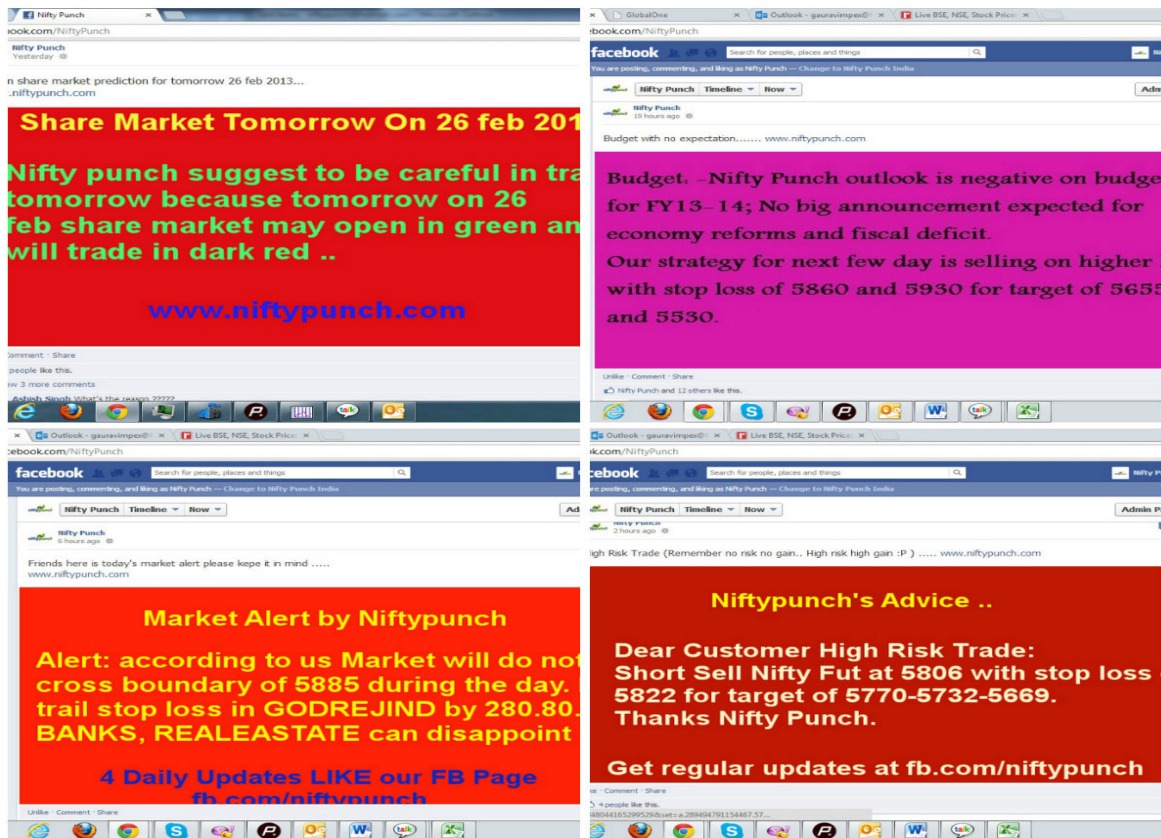 Nifty Punch
ook.com/NiftyPunch
Nifty Punch
Yesterday
n share market prediction for tomorrow 26 feb 2013...
.niftypunch.com
Share Market Tomorrow On 26 feb 201
Nifty punch suggest to be careful in tra
tomorrow because tomorrow on 26
feb share market may open in green an
will trade in dark red ..
www.niftypunch.com
Comment · Share
people like this.
ew 3 more comments
Ashish Singh What's the reason ?????
talk
GlobalOne
Outlook - gauravimpex@
Live BSE, NSE, Stock Price
ebook.com/NiftyPunch
facebook
Search for people, places and things
You are posting, commenting, and liking as Nifty Punch — Change to Nifty Punch India
Nifty Punch Timeline Now
Adm
Nifty Punch
19 hours ago
Budget with no expectation....... www.niftypunch.com
Budget: -Nifty Punch outlook is negative on budge
for FY13-14; No big announcement expected for
economy reforms and fiscal deficit.
Our strategy for next few day is selling on higher
with stop loss of 5860 and 5930 for target of 5655
and 5530.
Unlike · Comment · Share
Nifty Punch and 12 others like this.
talk
Outlook - gauravimpex@
Live BSE, NSE, Stock Price
cebook.com/NiftyPunch
facebook
Search for people, places and things
You are posting, commenting, and liking as Nifty Punch — Change to Nifty Punch India
Nifty Punch Timeline Now
Ad
Nifty Punch
6 hours ago
Friends here is today's market alert please kepe it in mind .....
www.niftypunch.com
Market Alert by Niftypunch
Alert: according to us Market will do not
cross boundary of 5885 during the day.
trail stop loss in GODREJIND by 280.80.
BANKS, REALEASTATE can disappoint
4 Daily Updates LIKE our FB Page
fb.com/niftypunch
Unlike · Comment · Share
talk
Outlook - gauravimpex@
Live BSE, NSE, Stock Price
ok.com/NiftyPunch
cebook
Search for people, places and things
Nifty P
re posting, commenting, and liking as Nifty Punch — Change to Nifty Punch India
Nifty Punch Timeline Now
Admin P
Nifty Punch
2 hours ago
igh Risk Trade (Remember no risk no gain.. High risk high gain :P ) ..... www.niftypunch.com
Niftypunch's Advice ..
Dear Customer High Risk Trade:
Short Sell Nifty Fut at 5806 with stop loss
5822 for target of 5770-5732-5669.
Thanks Nifty Punch.
Get regular updates at fb.com/niftypunch
Comment · Share
4 people like this.
talk